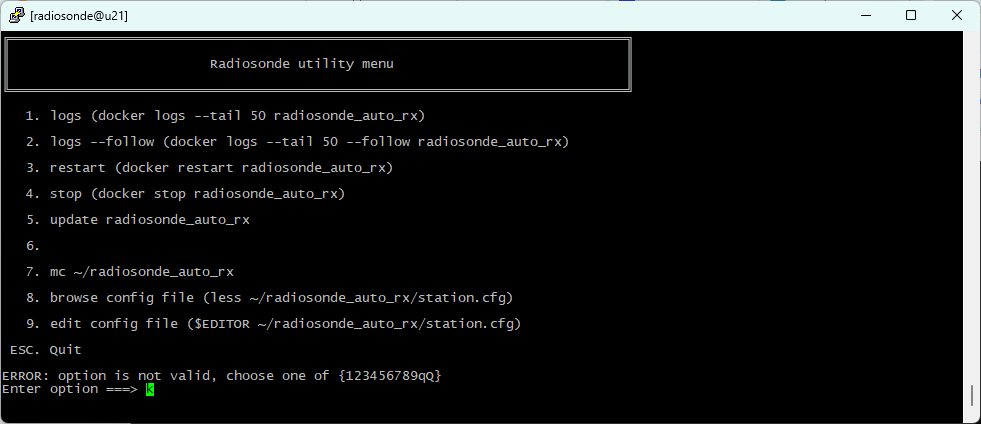 [radiosonde@u21]
Radiosonde utility menu
1. logs (docker logs --tail 50 radiosonde_auto_rx)
2. logs --follow (docker logs --tail 50 --follow radiosonde_auto_rx)
3. restart (docker restart radiosonde_auto_rx)
4. stop (docker stop radiosonde_auto_rx)
5. update radiosonde_auto_rx
6.
7. mc ~/radiosonde_auto_rx
8. browse config file (less ~/radiosonde_auto_rx/station.cfg)
9. edit config file ($EDITOR ~/radiosonde_auto_rx/station.cfg)
ESC. Quit
ERROR: option is not valid, choose one of {123456789qQ}
Enter option ===> k